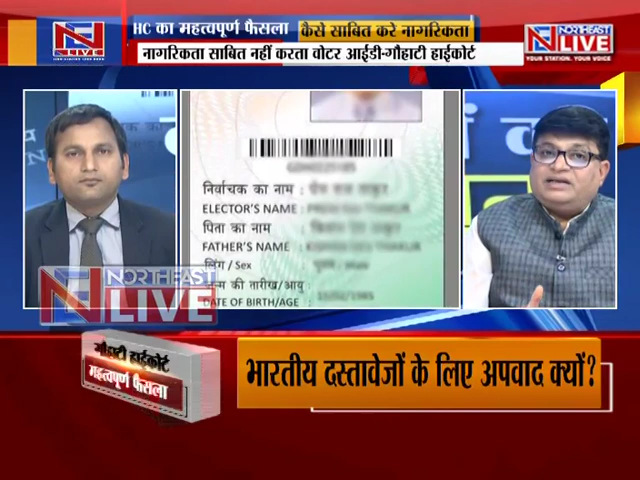 NE LIVE
HC का महत्वपूर्ण फैसला
कैसे साबित करे नागरिकता
नागरिकता साबित नहीं करता वोटर आईडी-गौहाटी हाईकोर्ट
NORTHEAST
LIVE
YOUR STATION. YOUR VOICE
निर्वाचक का नाम :
ELECTOR'S NAME :
पिता का नाम :
FATHER'S NAME :
लिंग / Sex
जन्म की तारीख/आयु
DATE OF BIRTH/AGE :
NORTHEAST
LIVE
गौहाटी हाईकोर्ट
महत्वपूर्ण फैसला
भारतीय दस्तावेजों के लिए अपवाद क्यों?